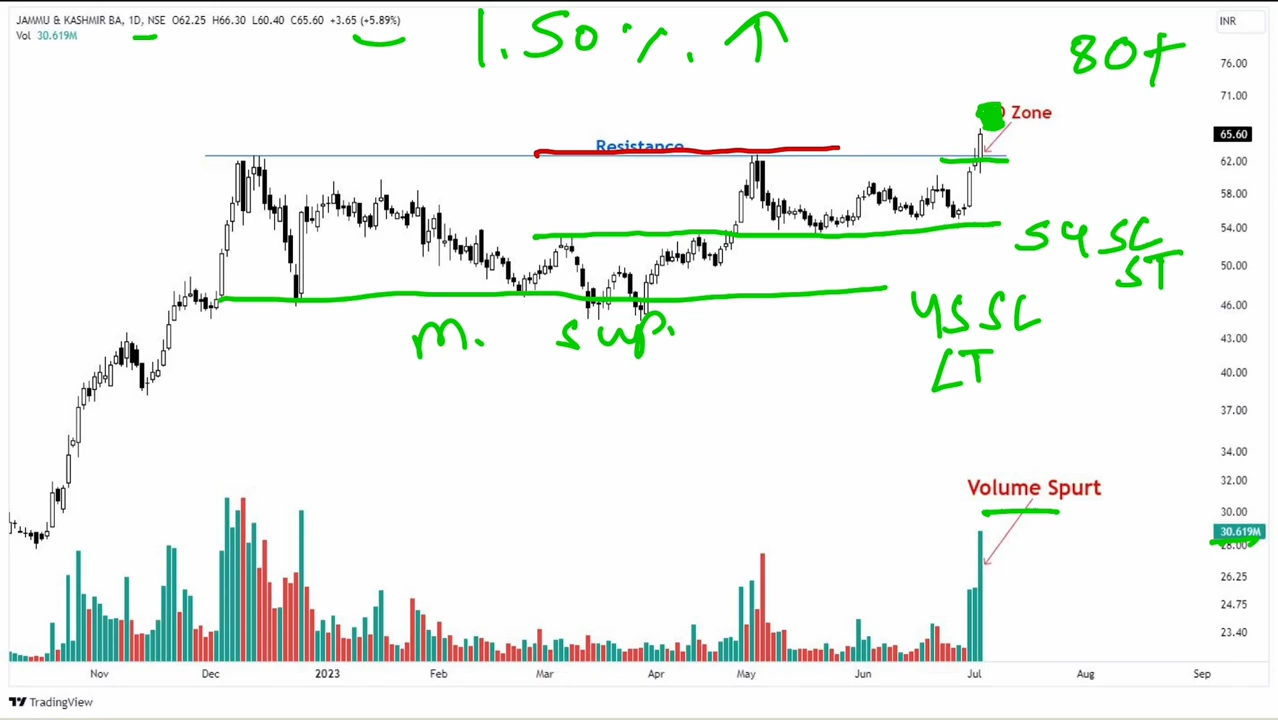 JAMMU & KASHMIR BA, 1D, NSE O62.25 H66.30 L60.40 C65.60 +3.65 (+5.89%)
Vol 30.619M
1.50%. ↑
INR
80+
76.00
71.00
Zone
65.60
Resistance
62.00
58.00
54.00
54 SL
ST
50.00
46.00
45 SL
LT
m. sup.
43.00
40.00
37.00
34.00
32.00
Volume Spurt
30.00
30.619M
28.00
26.25
24.75
23.40
Nov Dec 2023 Feb Mar Apr May Jun Jul Aug Sep
TradingView